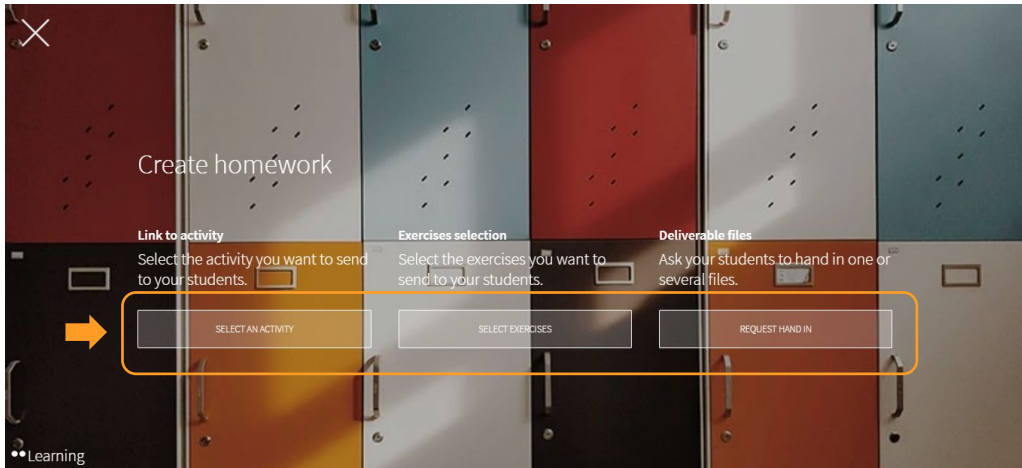 Create homework
Link to activity
Select the activity you want to send
to your students.
SELECT AN ACTIVITY
Exercises selection
Select the exercises you want to
send to your students.
SELECT EXERCISES
Deliverable files
Ask your students to hand in one or
several files.
REQUEST HAND IN
Learning